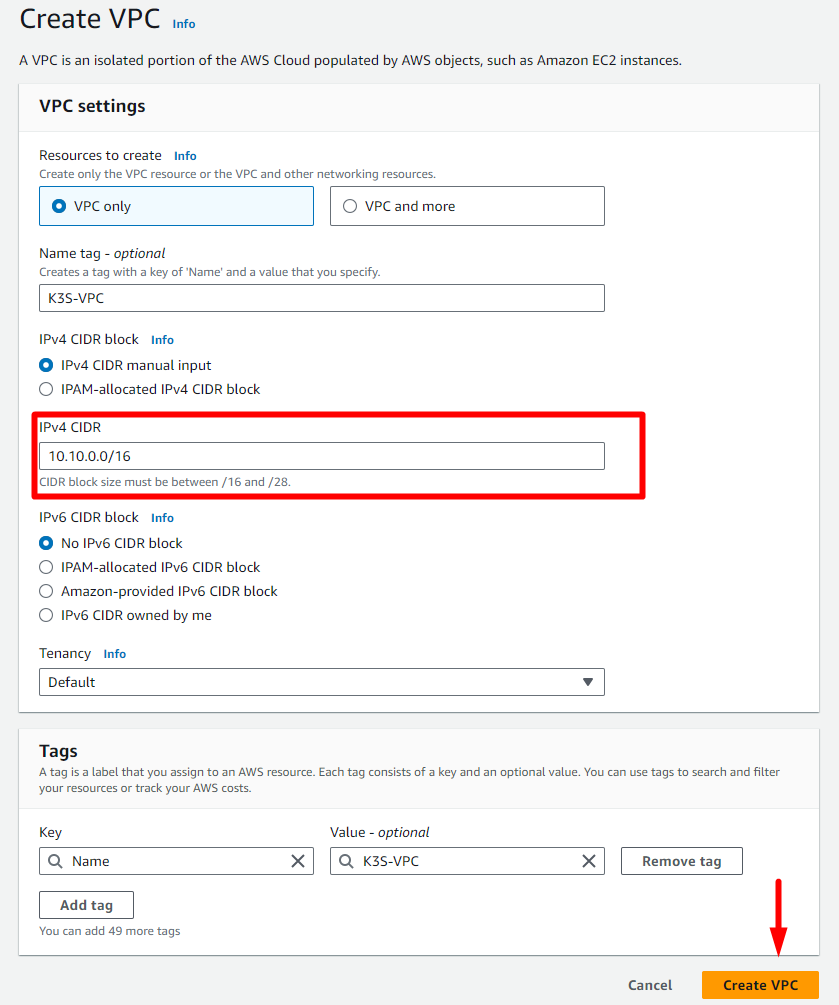 Create VPC Info
A VPC is an isolated portion of the AWS Cloud populated by AWS objects, such as Amazon EC2 instances.
VPC settings
Resources to create Info
Create only the VPC resource or the VPC and other networking resources.
VPC only VPC and more
Name tag - optional
Creates a tag with a key of 'Name' and a value that you specify.
K3S-VPC
IPv4 CIDR block Info
IPv4 CIDR manual input
IPAM-allocated IPv4 CIDR block
IPv4 CIDR
10.10.0.0/16
CIDR block size must be between /16 and /28.
IPv6 CIDR block Info
No IPv6 CIDR block
IPAM-allocated IPv6 CIDR block
Amazon-provided IPv6 CIDR block
IPv6 CIDR owned by me
Tenancy Info
Default
Tags
A tag is a label that you assign to an AWS resource. Each tag consists of a key and an optional value. You can use tags to search and filter
your resources or track your AWS costs.
Key Value - optional
Name K3S-VPC Remove tag
Add tag
You can add 49 more tags
Cancel Create VPC